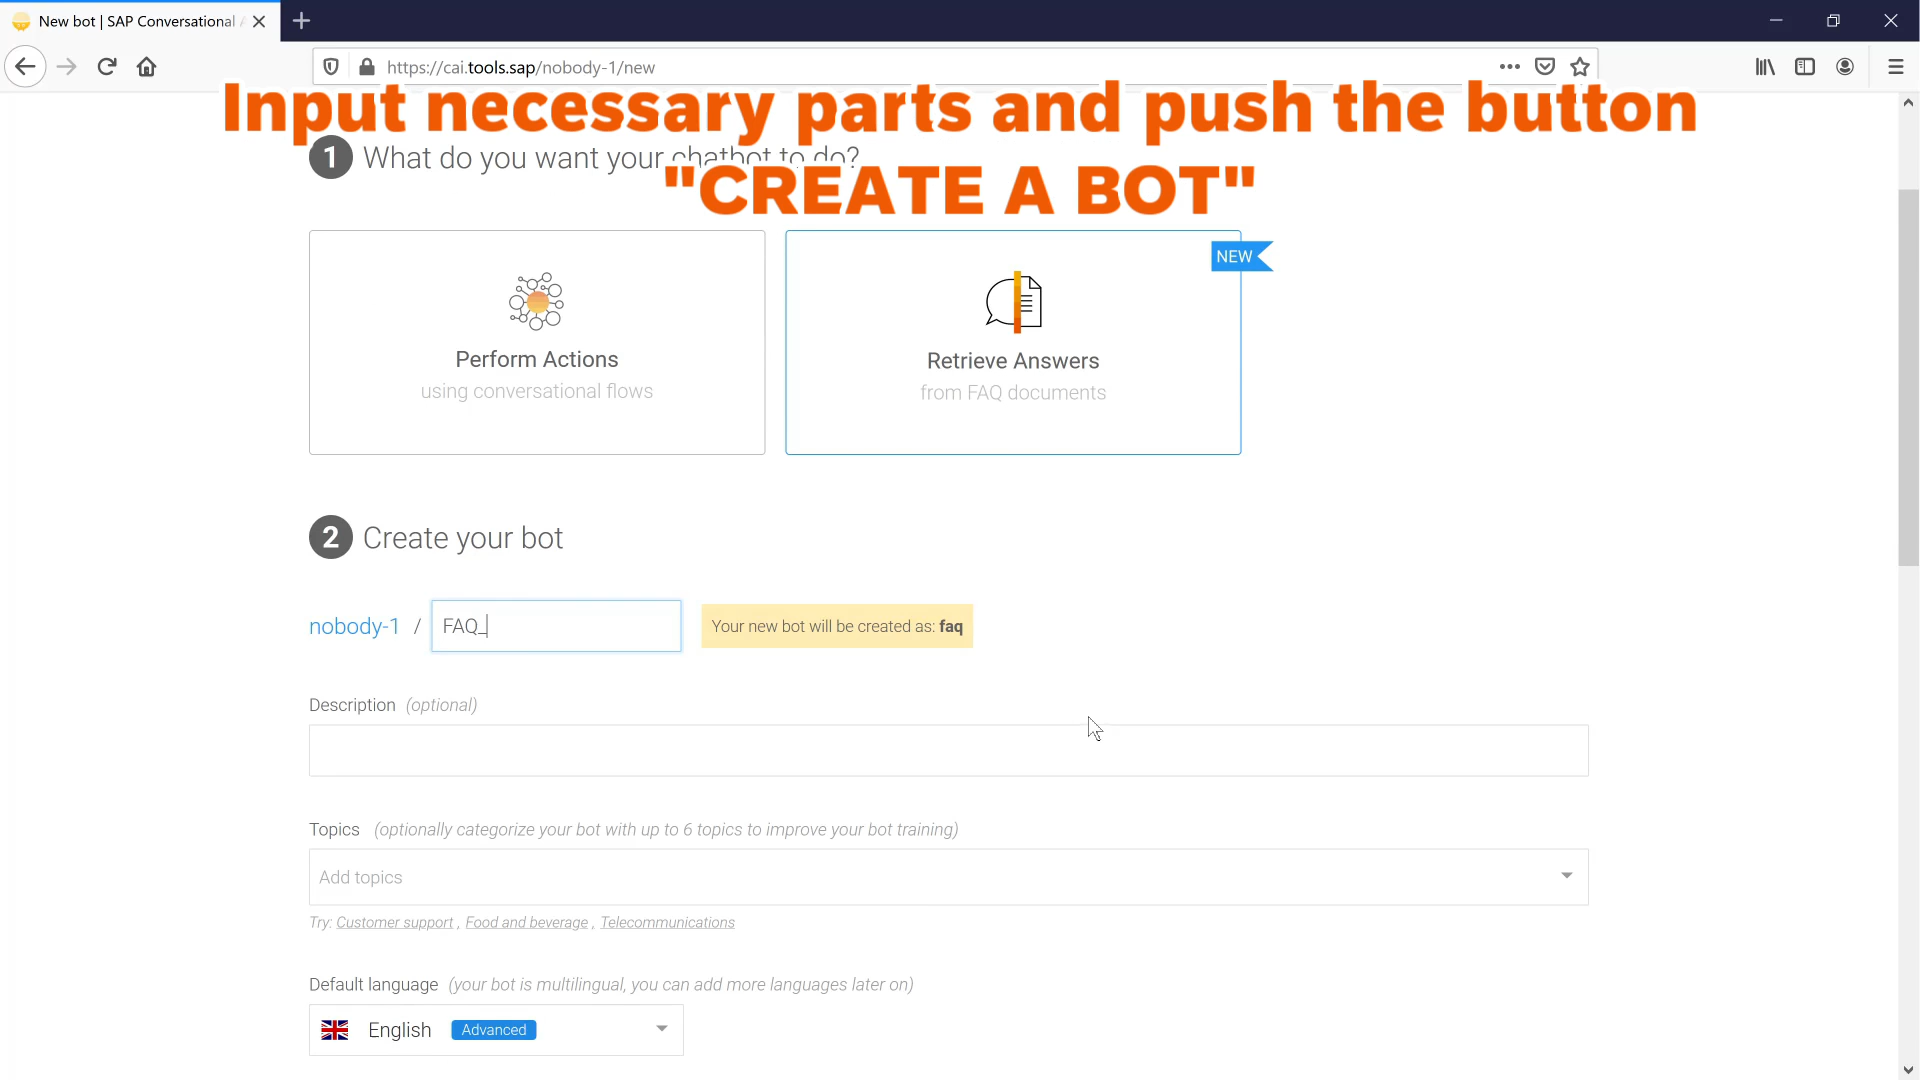 New bot | SAP Conversational A
https://cai.tools.sap/nobody-1/new
Input necessary parts and push the button
"CREATE A BOT"
1 What do you want your chatbot to do?
NEW
Perform Actions
using conversational flows
Retrieve Answers
from FAQ documents
2 Create your bot
nobody-1 / FAQ_ Your new bot will be created as: faq
Description (optional)
Topics (optionally categorize your bot with up to 6 topics to improve your bot training)
Add topics
Try: Customer support , Food and beverage , Telecommunications
Default language (your bot is multilingual, you can add more languages later on)
English Advanced